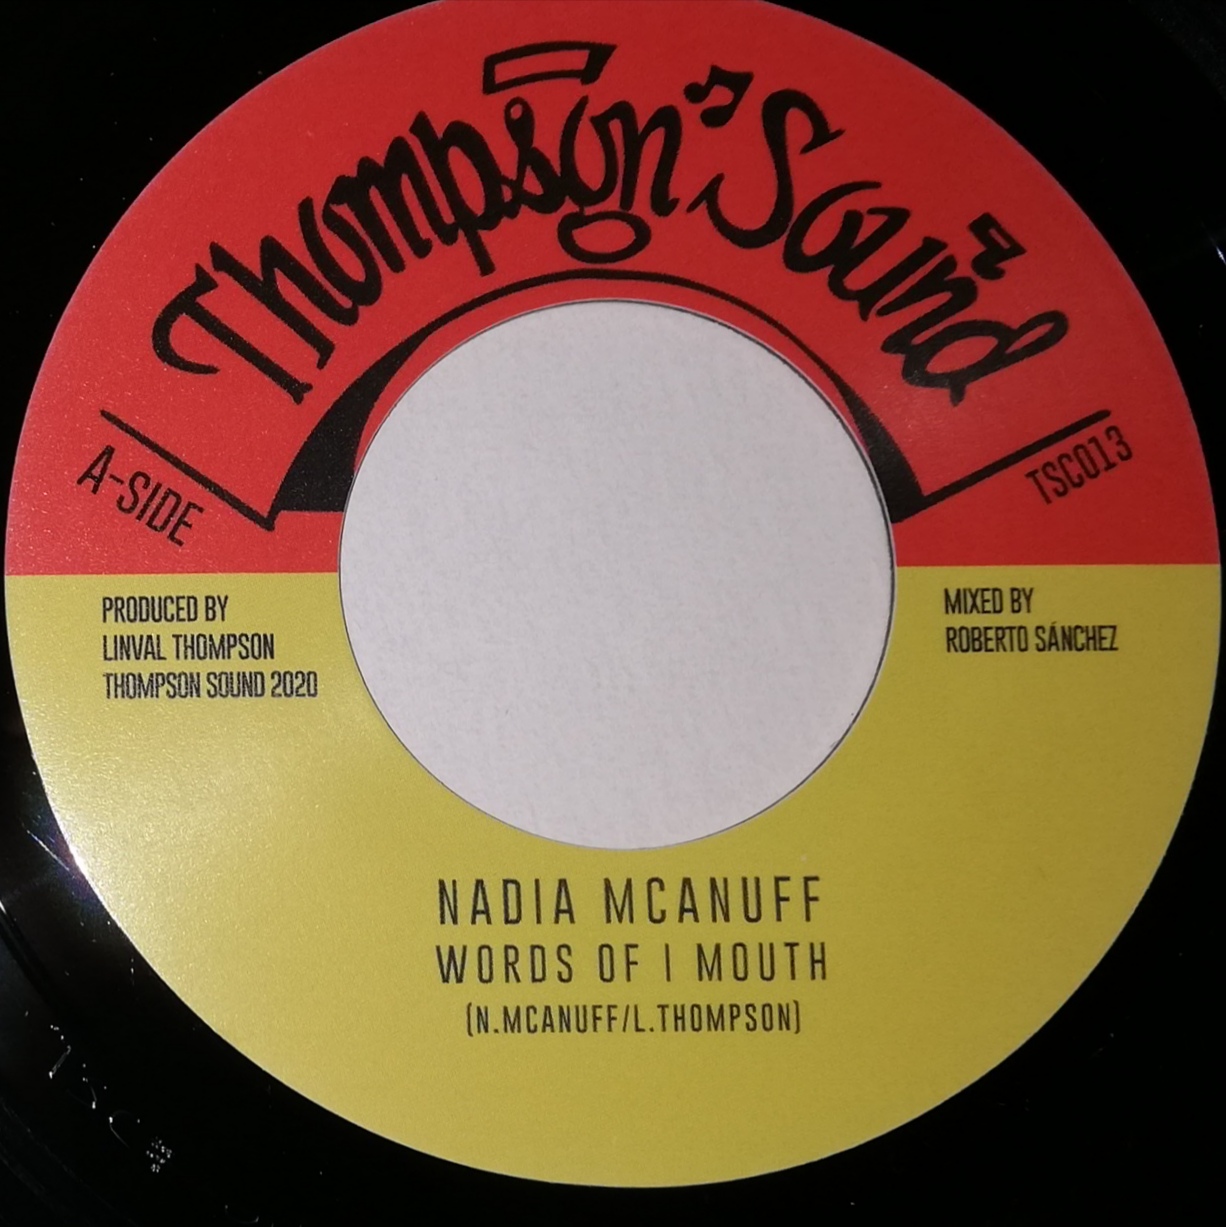 Thompson Sound
A-SIDE
TSC013
PRODUCED BY
LINVAL THOMPSON
THOMPSON SOUND 2020
MIXED BY
ROBERTO SÁNCHEZ
NADIA MCANUFF
WORDS OF I MOUTH
(N.MCANUFF/L.THOMPSON)